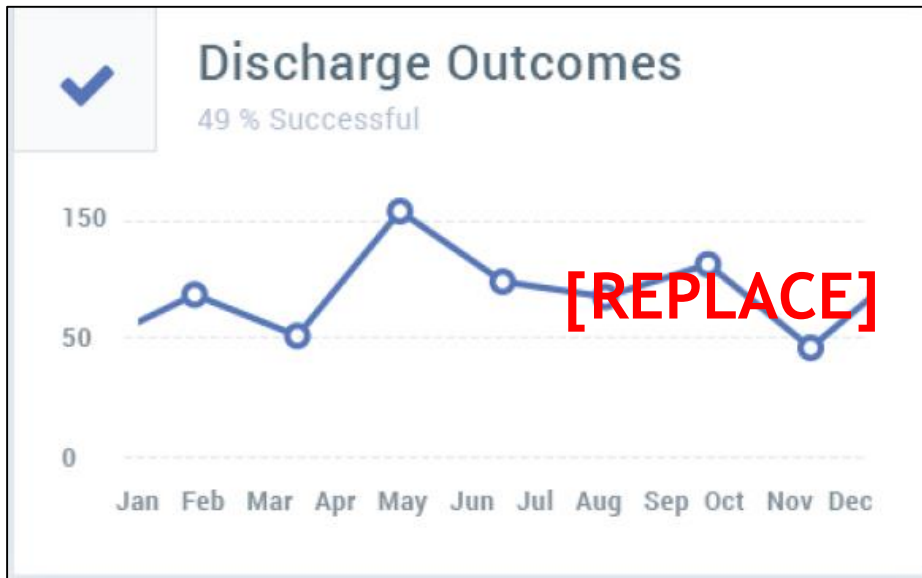 Discharge Outcomes
49 % Successful
150
[REPLACE]
50
0
Jan Feb Mar Apr May Jun Jul Aug Sep Oct Nov Dec